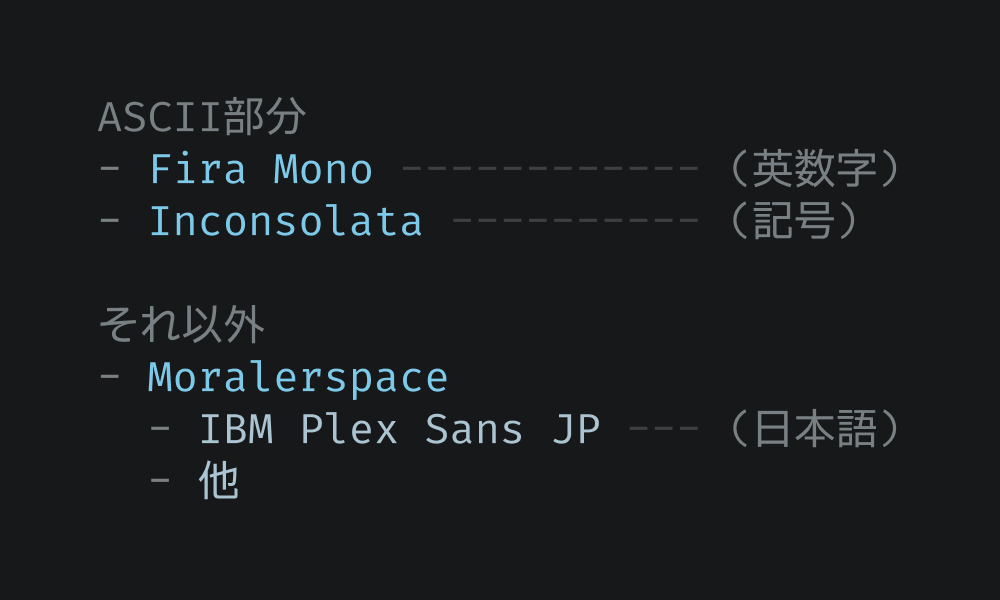 ASCII部分
- Fira Mono ------------ （英数字）
- Inconsolata ---------- （記号）
それ以外
- Moralerspace
- IBM Plex Sans JP --- （日本語）
- 他